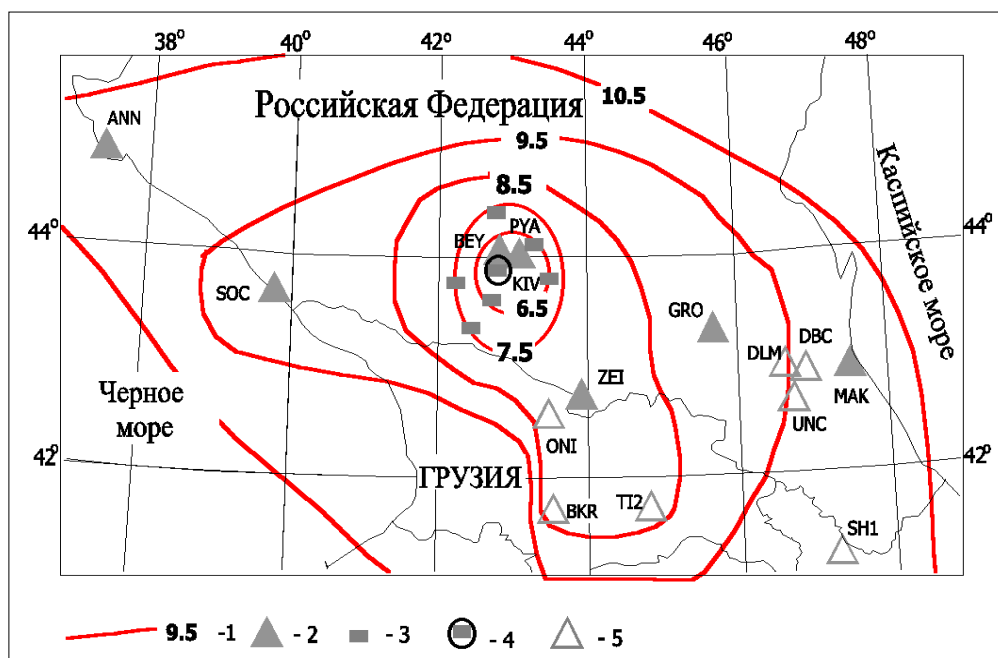 38° 40° 42° 44° 46° 48°
10.5
Российская Федерация
ANN
9.5
Каспийское море
8.5
44° 44°
BEY PYA
KIV
SOC
6.5
GRO
DBC
7.5
DLM
ZEI
MAK
Черное
море
UNC
ONI
42° 42°
ГРУЗИЯ
BKR TI2
SH1
9.5 -1 - 2 - 3 - 4 - 5